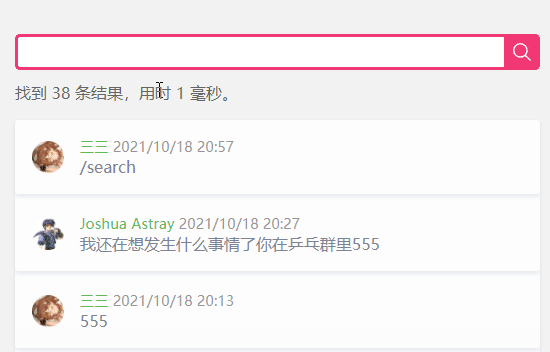 找到 38 条结果，用时 1 毫秒。
三三 2021/10/18 20:57
/search
Joshua Astray 2021/10/18 20:27
我还在想发生什么事情了你在乒乓群里555
三三 2021/10/18 20:13
555